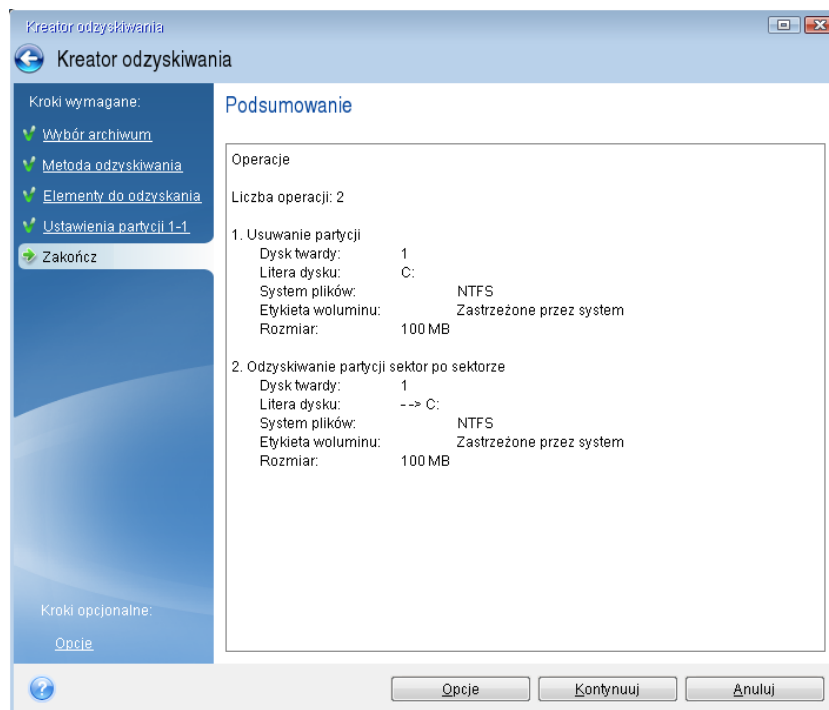 Kreator odzyskiwania
Kreator odzyskiwania
Kroki wymagane:
Wybór archiwum
Metoda odzyskiwania
Elementy do odzyskania
Ustawienia partycji 1-1
Zakończ
Kroki opcjonalne:
Opcje
Podsumowanie
Operacje
Liczba operacji: 2
1. Usuwanie partycji
Dysk twardy: 1
Litera dysku: C:
System plików: NTFS
Etykieta woluminu: Zastrzeżone przez system
Rozmiar: 100 MB
2. Odzyskiwanie partycji sektor po sektorze
Dysk twardy: 1
Litera dysku: --> C:
System plików: NTFS
Etykieta woluminu: Zastrzeżone przez system
Rozmiar: 100 MB
Opcje Kontynuuj Anuluj